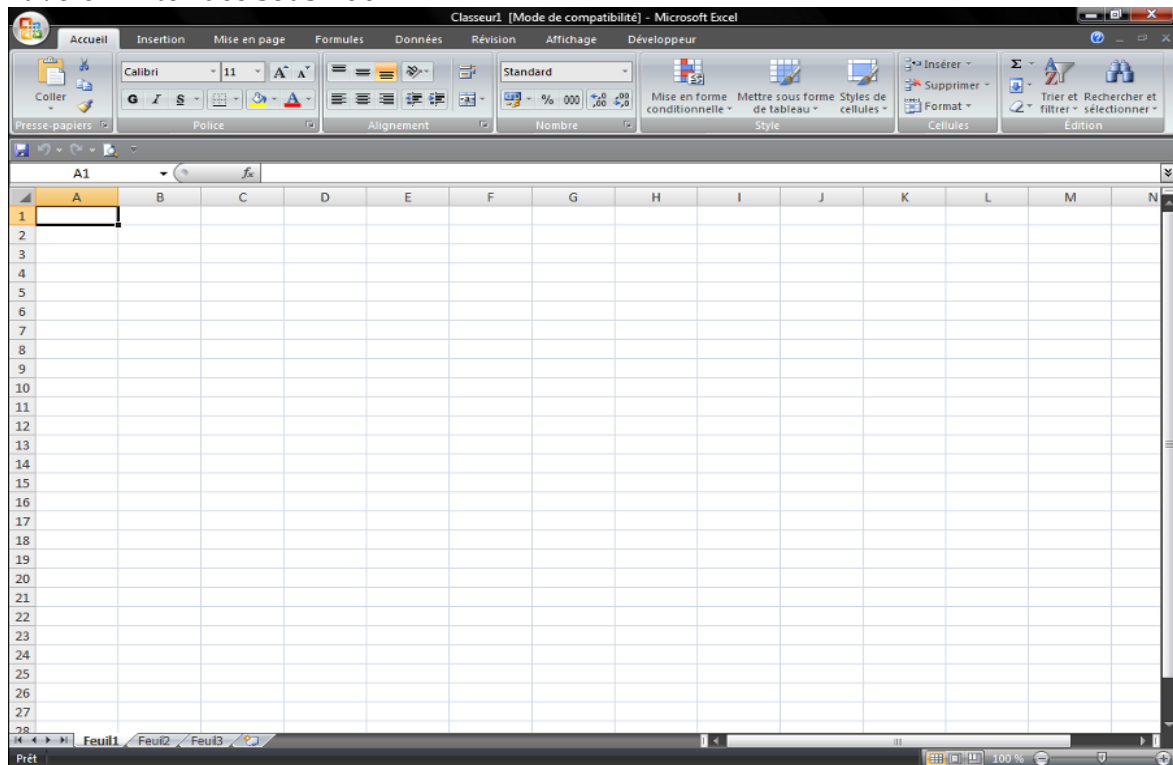 Classeur1 [Mode de compatibilité] - Microsoft Excel
Accueil Insertion Mise en page Formules Données Révision Affichage Développeur
Coller
Calibri 11 A A
Standard
G I S A
% 000
Mise en forme conditionnelle
Mettre sous forme de tableau
Styles de cellules
Insérer
Supprimer
Format
Σ
Trier et filtrer
Rechercher et sélectionner
Presse-papiers Police Alignement Nombre Style Cellules Édition
A1 fx
A B C D E F G H I J K L M N
1
2
3
4
5
6
7
8
9
10
11
12
13
14
15
16
17
18
19
20
21
22
23
24
25
26
27
28
Feuil1 Feuil2 Feuil3
Prêt 100 %